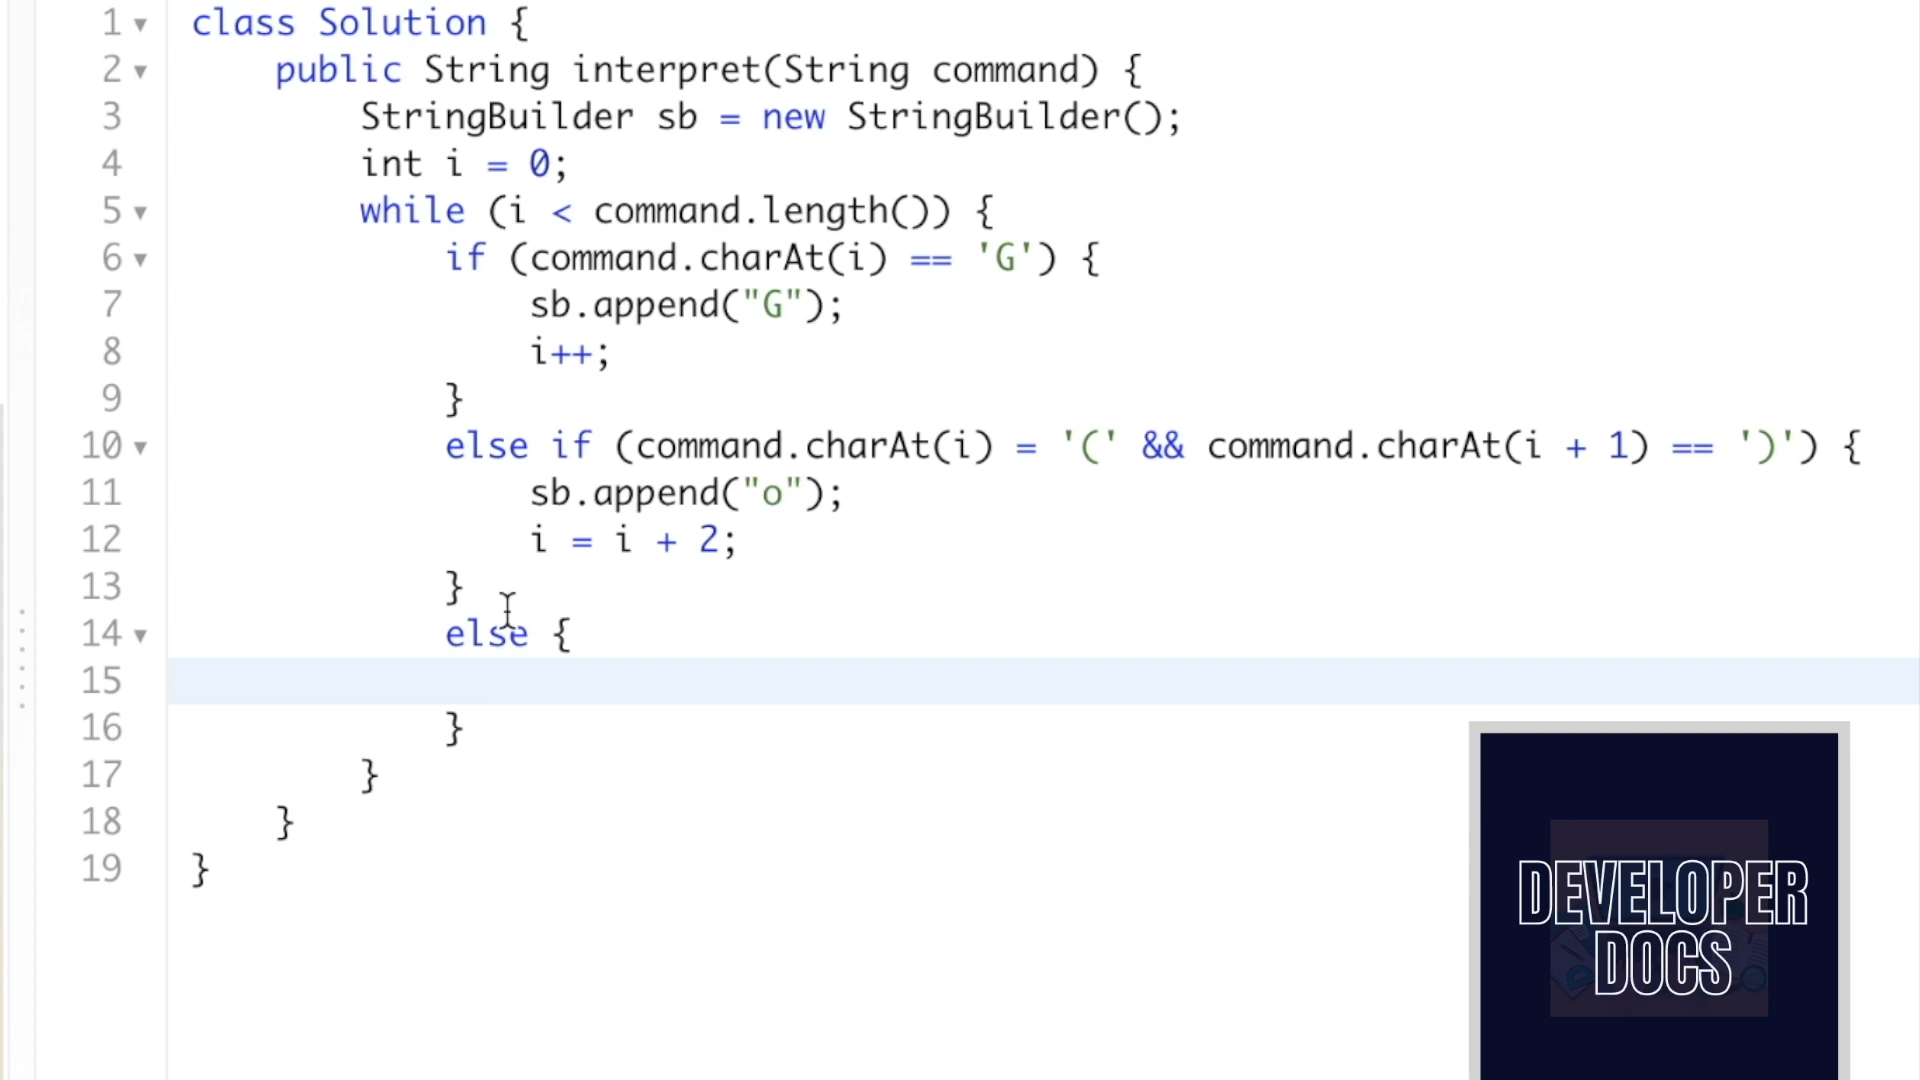 1 class Solution {
2 public String interpret(String command) {
3 StringBuilder sb = new StringBuilder();
4 int i = 0;
5 while (i < command.length()) {
6 if (command.charAt(i) == 'G') {
7 sb.append("G");
8 i++;
9 }
10 else if (command.charAt(i) = '(' && command.charAt(i + 1) == ')') {
11 sb.append("o");
12 i = i + 2;
13 }
14 else {
15
16 }
17 }
18 }
19 }
DEVELOPER
DOCS